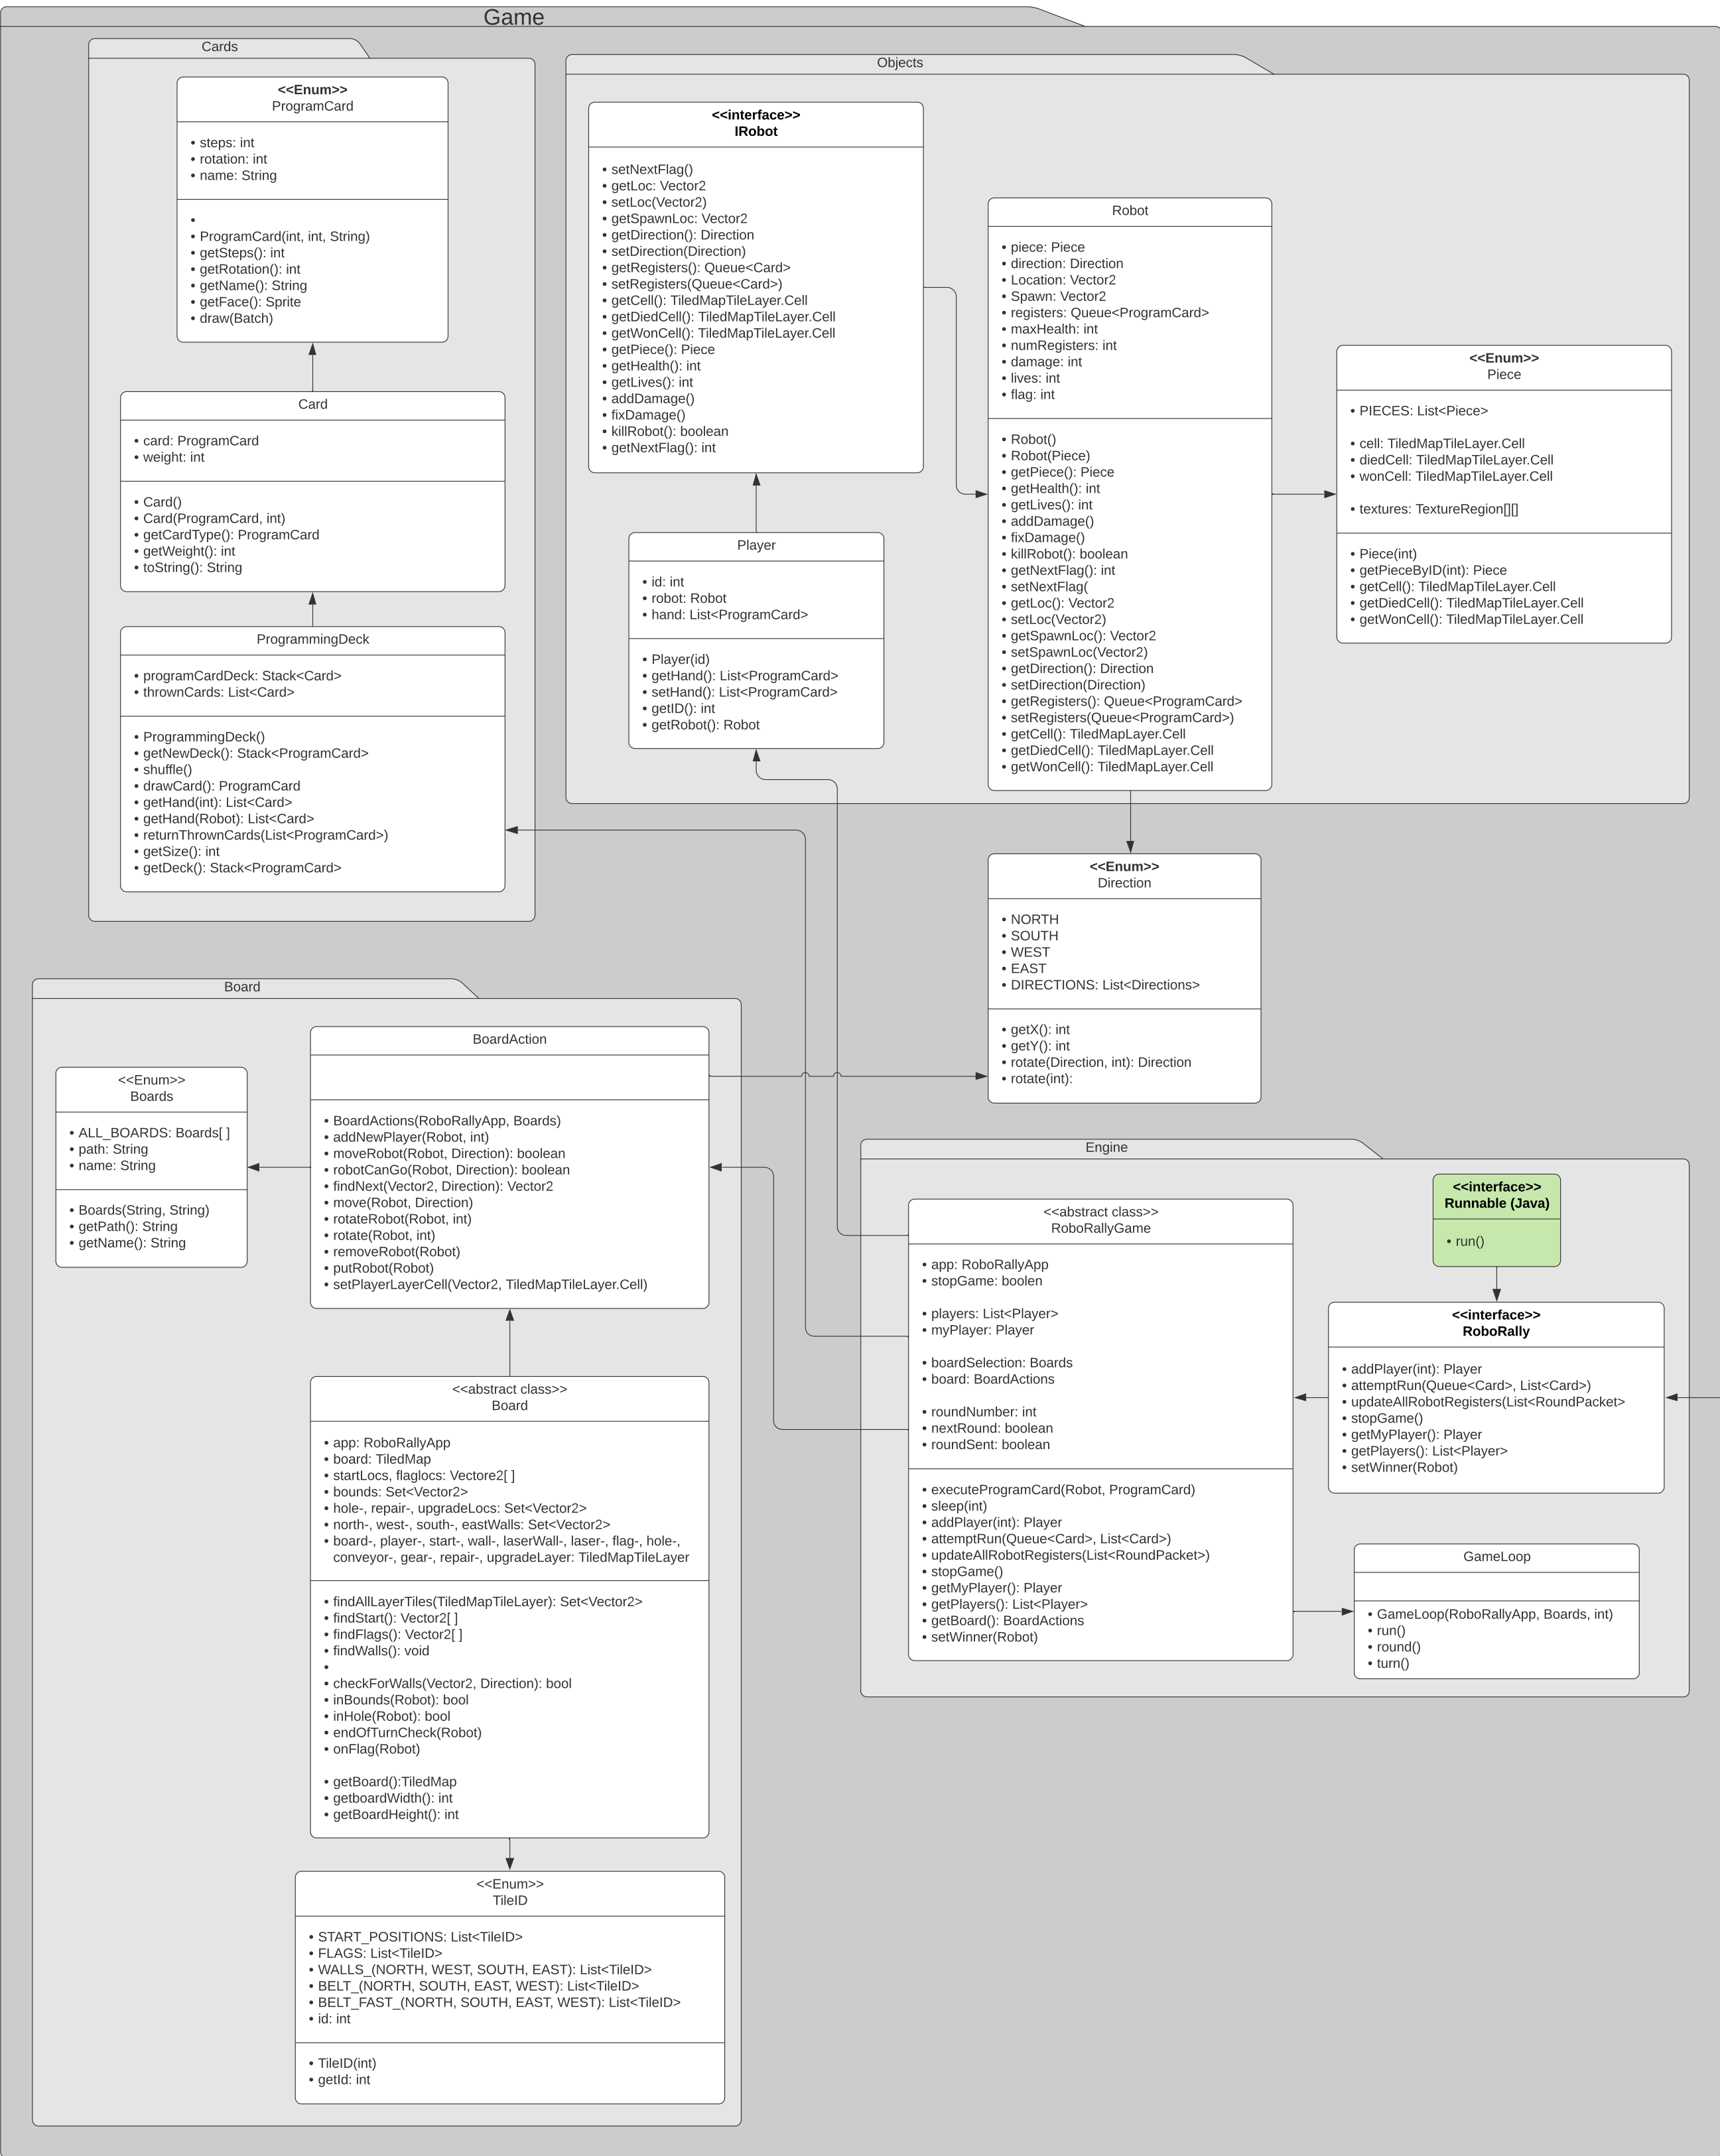 Game
Cards
<<Enum>>
ProgramCard
• steps: int
• rotation: int
• name: String
•
• ProgramCard(int, int, String)
• getSteps(): int
• getRotation(): int
• getName(): String
• getFace(): Sprite
• draw(Batch)
Card
• card: ProgramCard
• weight: int
• Card()
• Card(ProgramCard, int)
• getCardType(): ProgramCard
• getWeight(): int
• toString(): String
ProgrammingDeck
• programCardDeck: Stack<Card>
• thrownCards: List<Card>
• ProgrammingDeck()
• getNewDeck(): Stack<ProgramCard>
• shuffle()
• drawCard(): ProgramCard
• getHand(int): List<Card>
• getHand(Robot): List<Card>
• returnThrownCards(List<ProgramCard>)
• getSize(): int
• getDeck(): Stack<ProgramCard>
Objects
<<interface>>
IRobot
• setNextFlag()
• getLoc: Vector2
• setLoc(Vector2)
• getSpawnLoc: Vector2
• getDirection(): Direction
• setDirection(Direction)
• getRegisters(): Queue<Card>
• setRegisters(Queue<Card>)
• getCell(): TiledMapTileLayer.Cell
• getDiedCell(): TiledMapTileLayer.Cell
• getWonCell(): TiledMapTileLayer.Cell
• getPiece(): Piece
• getHealth(): int
• getLives(): int
• addDamage()
• fixDamage()
• killRobot(): boolean
• getNextFlag(): int
Player
• id: int
• robot: Robot
• hand: List<ProgramCard>
• Player(id)
• getHand(): List<ProgramCard>
• setHand(): List<ProgramCard>
• getID(): int
• getRobot(): Robot
Robot
• piece: Piece
• direction: Direction
• Location: Vector2
• Spawn: Vector2
• registers: Queue<ProgramCard>
• maxHealth: int
• numRegisters: int
• damage: int
• lives: int
• flag: int
• Robot()
• Robot(Piece)
• getPiece(): Piece
• getHealth(): int
• getLives(): int
• addDamage()
• fixDamage()
• killRobot(): boolean
• getNextFlag(): int
• setNextFlag(
• getLoc(): Vector2
• setLoc(Vector2)
• getSpawnLoc(): Vector2
• setSpawnLoc(Vector2)
• getDirection(): Direction
• setDirection(Direction)
• getRegisters(): Queue<ProgramCard>
• setRegisters(Queue<ProgramCard>)
• getCell(): TiledMapLayer.Cell
• getDiedCell(): TiledMapLayer.Cell
• getWonCell(): TiledMapLayer.Cell
<<Enum>>
Piece
• PIECES: List<Piece>
• cell: TiledMapTileLayer.Cell
• diedCell: TiledMapTileLayer.Cell
• wonCell: TiledMapTileLayer.Cell
• textures: TextureRegion[][]
• Piece(int)
• getPieceByID(int): Piece
• getCell(): TiledMapTileLayer.Cell
• getDiedCell(): TiledMapTileLayer.Cell
• getWonCell(): TiledMapTileLayer.Cell
<<Enum>>
Direction
• NORTH
• SOUTH
• WEST
• EAST
• DIRECTIONS: List<Directions>
• getX(): int
• getY(): int
• rotate(Direction, int): Direction
• rotate(int):
Board
<<Enum>>
Boards
• ALL_BOARDS: Boards[ ]
• path: String
• name: String
• Boards(String, String)
• getPath(): String
• getName(): String
BoardAction
• BoardActions(RoboRallyApp, Boards)
• addNewPlayer(Robot, int)
• moveRobot(Robot, Direction): boolean
• robotCanGo(Robot, Direction): boolean
• findNext(Vector2, Direction): Vector2
• move(Robot, Direction)
• rotateRobot(Robot, int)
• rotate(Robot, int)
• removeRobot(Robot)
• putRobot(Robot)
• setPlayerLayerCell(Vector2, TiledMapTileLayer.Cell)
<<abstract class>>
Board
• app: RoboRallyApp
• board: TiledMap
• startLocs, flaglocs: Vectore2[ ]
• bounds: Set<Vector2>
• hole-, repair-, upgradeLocs: Set<Vector2>
• north-, west-, south-, eastWalls: Set<Vector2>
• board-, player-, start-, wall-, laserWall-, laser-, flag-, hole-,
conveyor-, gear-, repair-, upgradeLayer: TiledMapTileLayer
• findAllLayerTiles(TiledMapTileLayer): Set<Vector2>
• findStart(): Vector2[ ]
• findFlags(): Vector2[ ]
• findWalls(): void
•
• checkForWalls(Vector2, Direction): bool
• inBounds(Robot): bool
• inHole(Robot): bool
• endOfTurnCheck(Robot)
• onFlag(Robot)
• getBoard():TiledMap
• getboardWidth(): int
• getBoardHeight(): int
<<Enum>>
TileID
• START_POSITIONS: List<TileID>
• FLAGS: List<TileID>
• WALLS_(NORTH, WEST, SOUTH, EAST): List<TileID>
• BELT_(NORTH, SOUTH, EAST, WEST): List<TileID>
• BELT_FAST_(NORTH, SOUTH, EAST, WEST): List<TileID>
• id: int
• TileID(int)
• getId: int
Engine
<<abstract class>>
RoboRallyGame
• app: RoboRallyApp
• stopGame: boolen
• players: List<Player>
• myPlayer: Player
• boardSelection: Boards
• board: BoardActions
• roundNumber: int
• nextRound: boolean
• roundSent: boolean
• executeProgramCard(Robot, ProgramCard)
• sleep(int)
• addPlayer(int): Player
• attemptRun(Queue<Card>, List<Card>)
• updateAllRobotRegisters(List<RoundPacket>)
• stopGame()
• getMyPlayer(): Player
• getPlayers(): List<Player>
• getBoard(): BoardActions
• setWinner(Robot)
<<interface>>
Runnable (Java)
• run()
<<interface>>
RoboRally
• addPlayer(int): Player
• attemptRun(Queue<Card>, List<Card>)
• updateAllRobotRegisters(List<RoundPacket>
• stopGame()
• getMyPlayer(): Player
• getPlayers(): List<Player>
• setWinner(Robot)
GameLoop
• GameLoop(RoboRallyApp, Boards, int)
• run()
• round()
• turn()